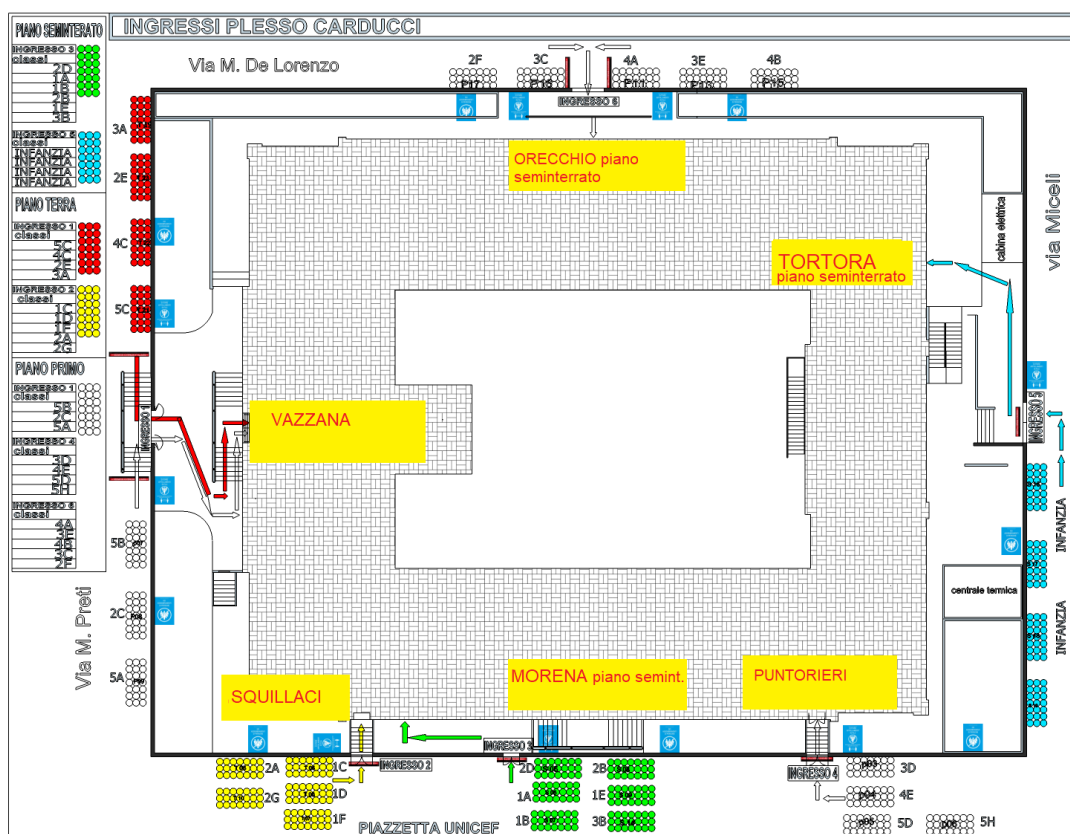 PIANO SEMINTERATO
INGRESSO 3
classi
2D
1A
1B
2B
1E
3B
INGRESSO 5
classi
INFANZIA
INFANZIA
INFANZIA
INFANZIA
PIANO TERRA
INGRESSO 1
classi
5C
4C
2E
3A
INGRESSO 2
classi
1C
1D
1F
2A
2G
PIANO PRIMO
INGRESSO 1
classi
5B
2C
5A
INGRESSO 4
classi
3D
4E
5D
5H
INGRESSO 6
classi
4A
3E
4B
3C
2F
INGRESSI PLESSO CARDUCCI
Via M. De Lorenzo
2F
3C
4A
3E
4B
INGRESSO 6
3A
2E
4C
5C
INGRESSO 1
5B
2C
5A
Via M. Preti
ORECCHIO piano
seminterrato
TORTORA
piano seminterrato
VAZZANA
SQUILLACI
MORENA piano semint.
PUNTORIERI
cabina elettrica
via Miceli
INGRESSO 5
INFANZIA
INFANZIA
centrale termica
INGRESSO 2
INGRESSO 3
INGRESSO 4
2A
1C
2D
2B
3D
2G
1D
1A
1E
4E
1F
1B
3B
5D
5H
PIAZZETTA UNICEF